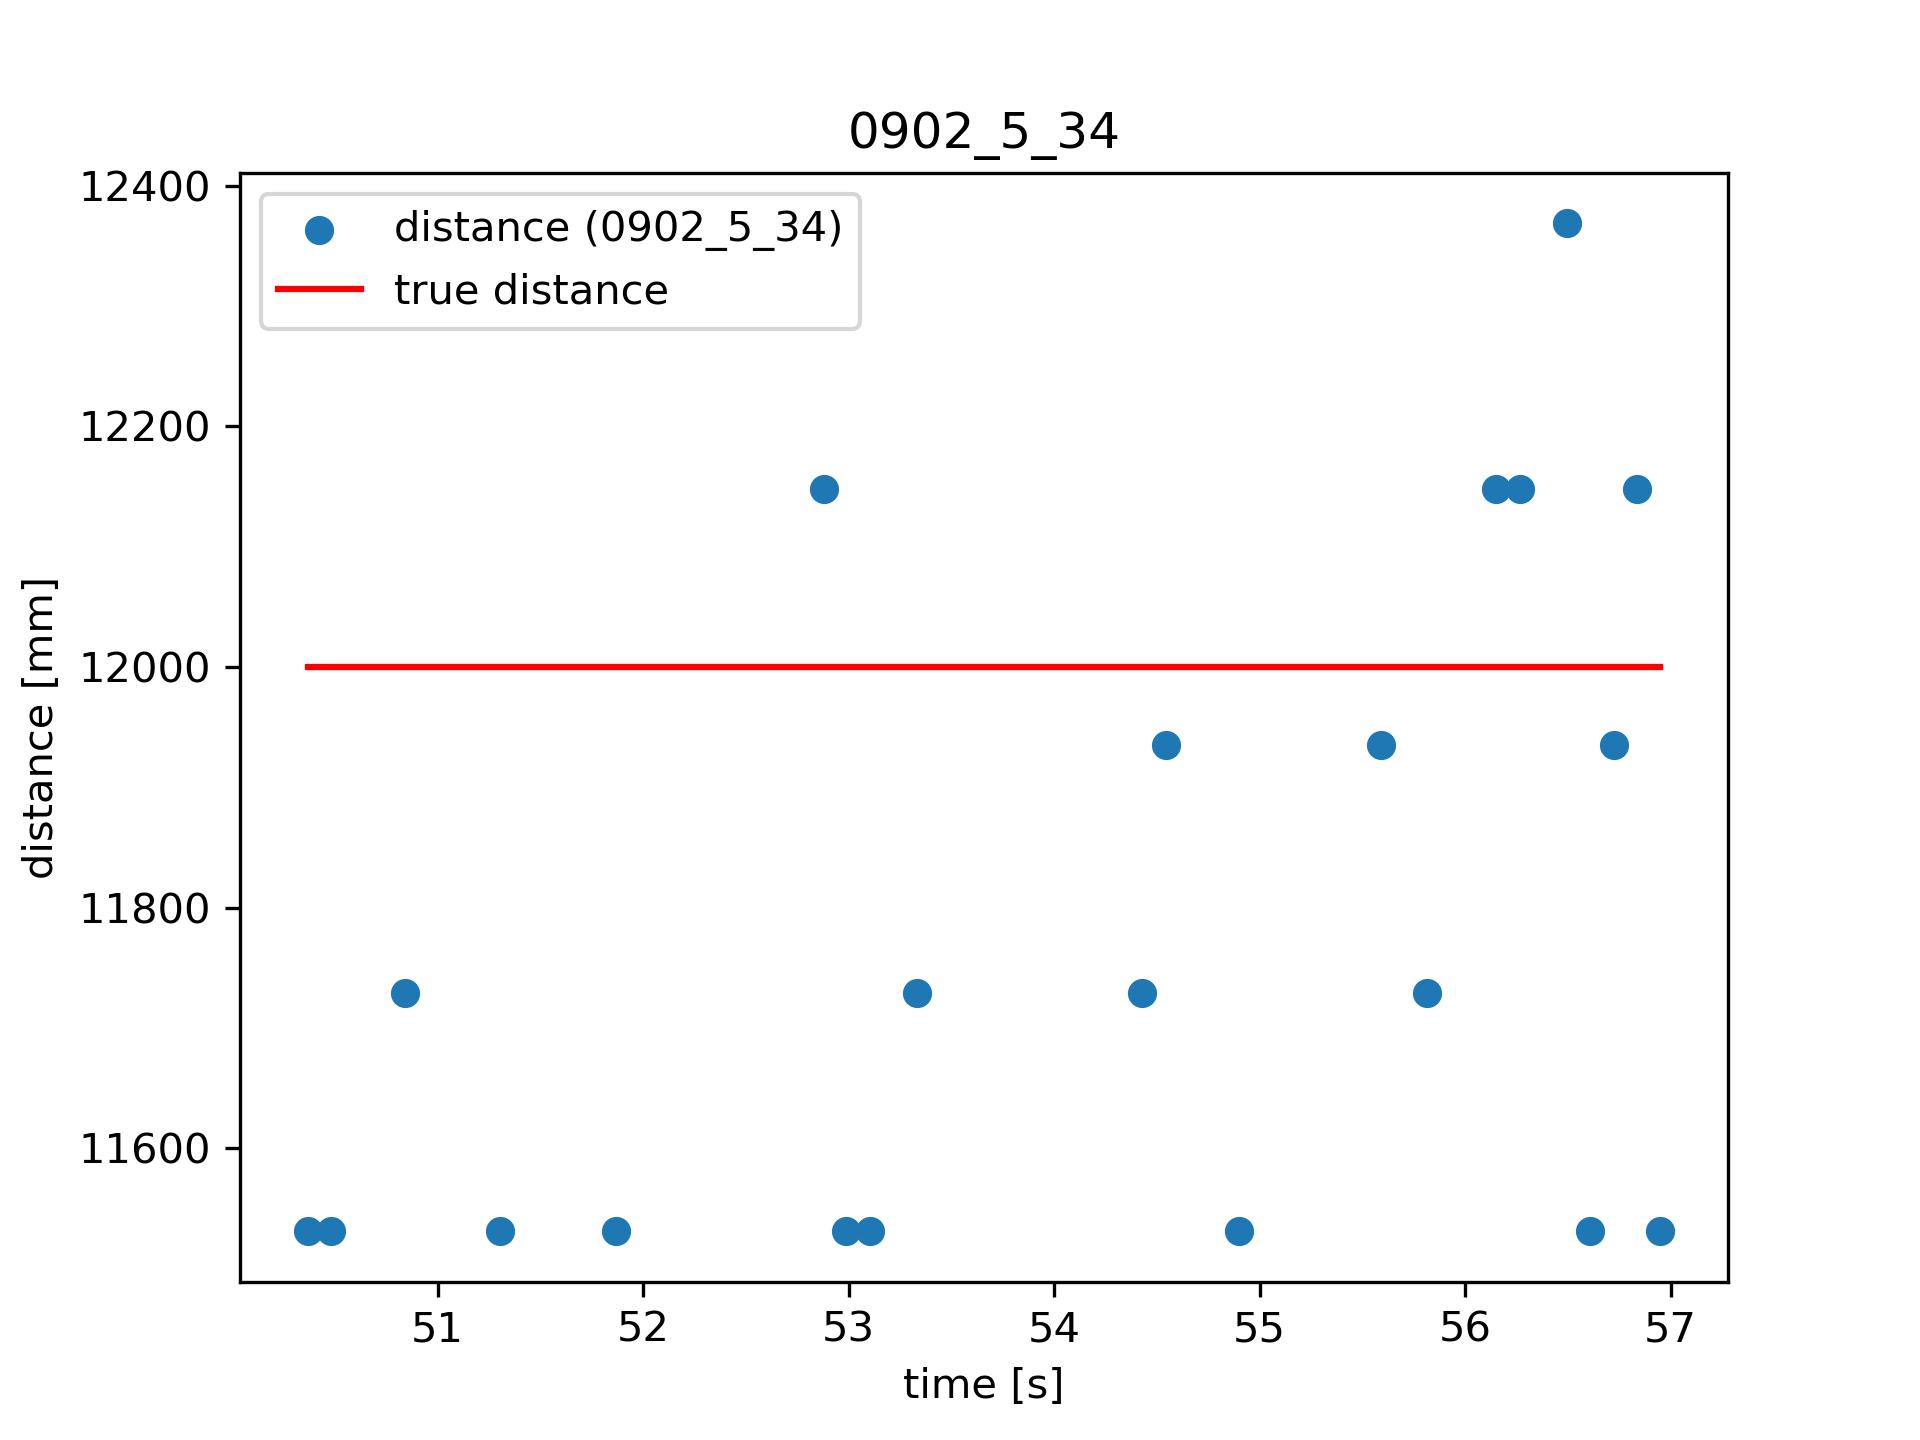 0902_5_34
distance (0902_5_34)
true distance
12400
12200
12000
11800
11600
distance [mm]
51 52 53 54 55 56 57
time [s]